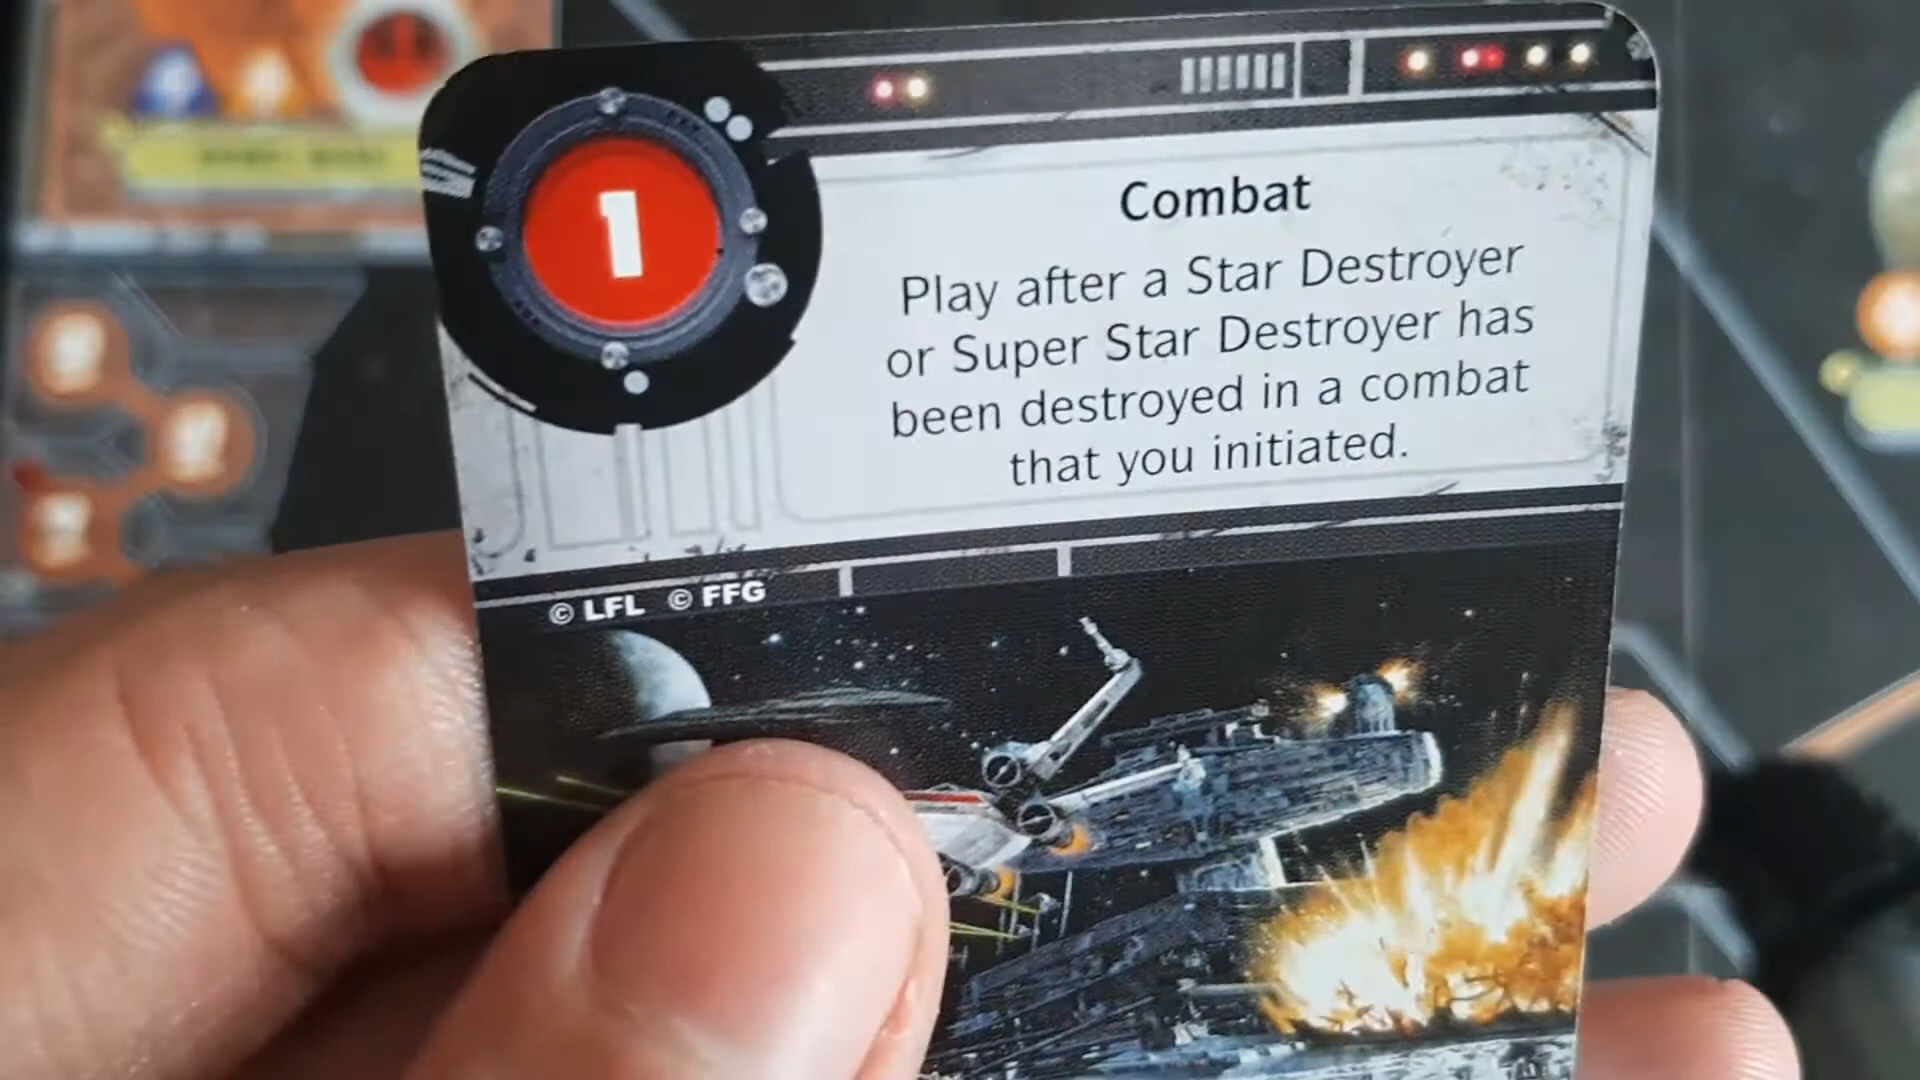 1
Combat
Play after a Star Destroyer
or Super Star Destroyer has
been destroyed in a combat
that you initiated.
© LFL © FFG